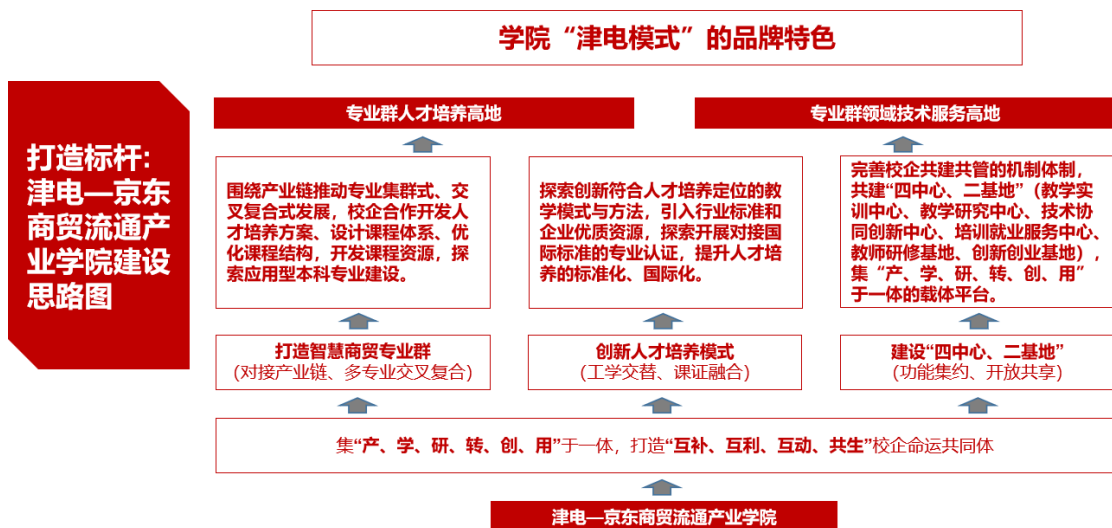 学院“津电模式”的品牌特色
打造标杆:
津电—京东
商贸流通产
业学院建设
思路图
专业群人才培养高地
专业群领域技术服务高地
围绕产业链推动专业集群式、交
叉复合式发展，校企合作开发人
才培养方案、设计课程体系、优
化课程结构，开发课程资源，探
索应用型本科专业建设。
探索创新符合人才培养定位的教
学模式与方法，引入行业标准和
企业优质资源，探索开展对接国
际标准的专业认证，提升人才培
养的标准化、国际化。
完善校企共建共管的机制体制，
共建“四中心、二基地”（教学实
训中心、教学研究中心、技术协
同创新中心、培训就业服务中心、
教师研修基地、创新创业基地）,
集“产、学、研、转、创、用”
于一体的载体平台。
打造智慧商贸专业群
(对接产业链、多专业交叉复合）
创新人才培养模式
(工学交替、课证融合）
建设“四中心、二基地”
(功能集约、开放共享）
集“产、学、研、转、创、用”于一体，打造“互补、互利、互动、共生”校企命运共同体
津电—京东商贸流通产业学院